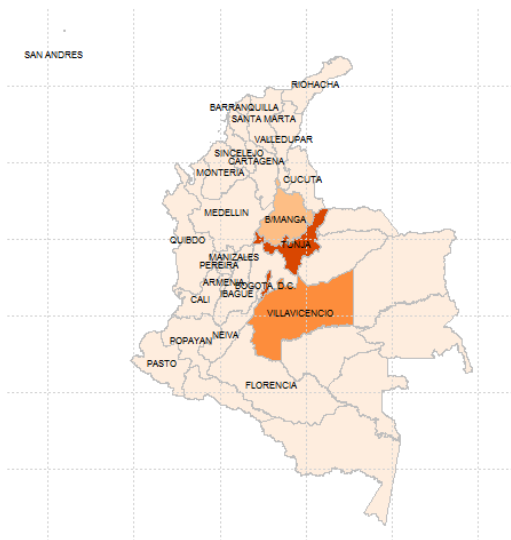 SAN ANDRES
RIOHACHA
BARRANQUILLA
SANTA MARTA
VALLEDUPAR
SINCELEJO
CARTAGENA
MONTERIA
CUCUTA
MEDELLIN
B/MANGA
QUIBDO
TUNJA
MANIZALES
PEREIRA
ARMENIA
BOGOTA, D.C.
IBAGUE
CALI
VILLAVICENCIO
NEIVA
POPAYAN
PASTO
FLORENCIA